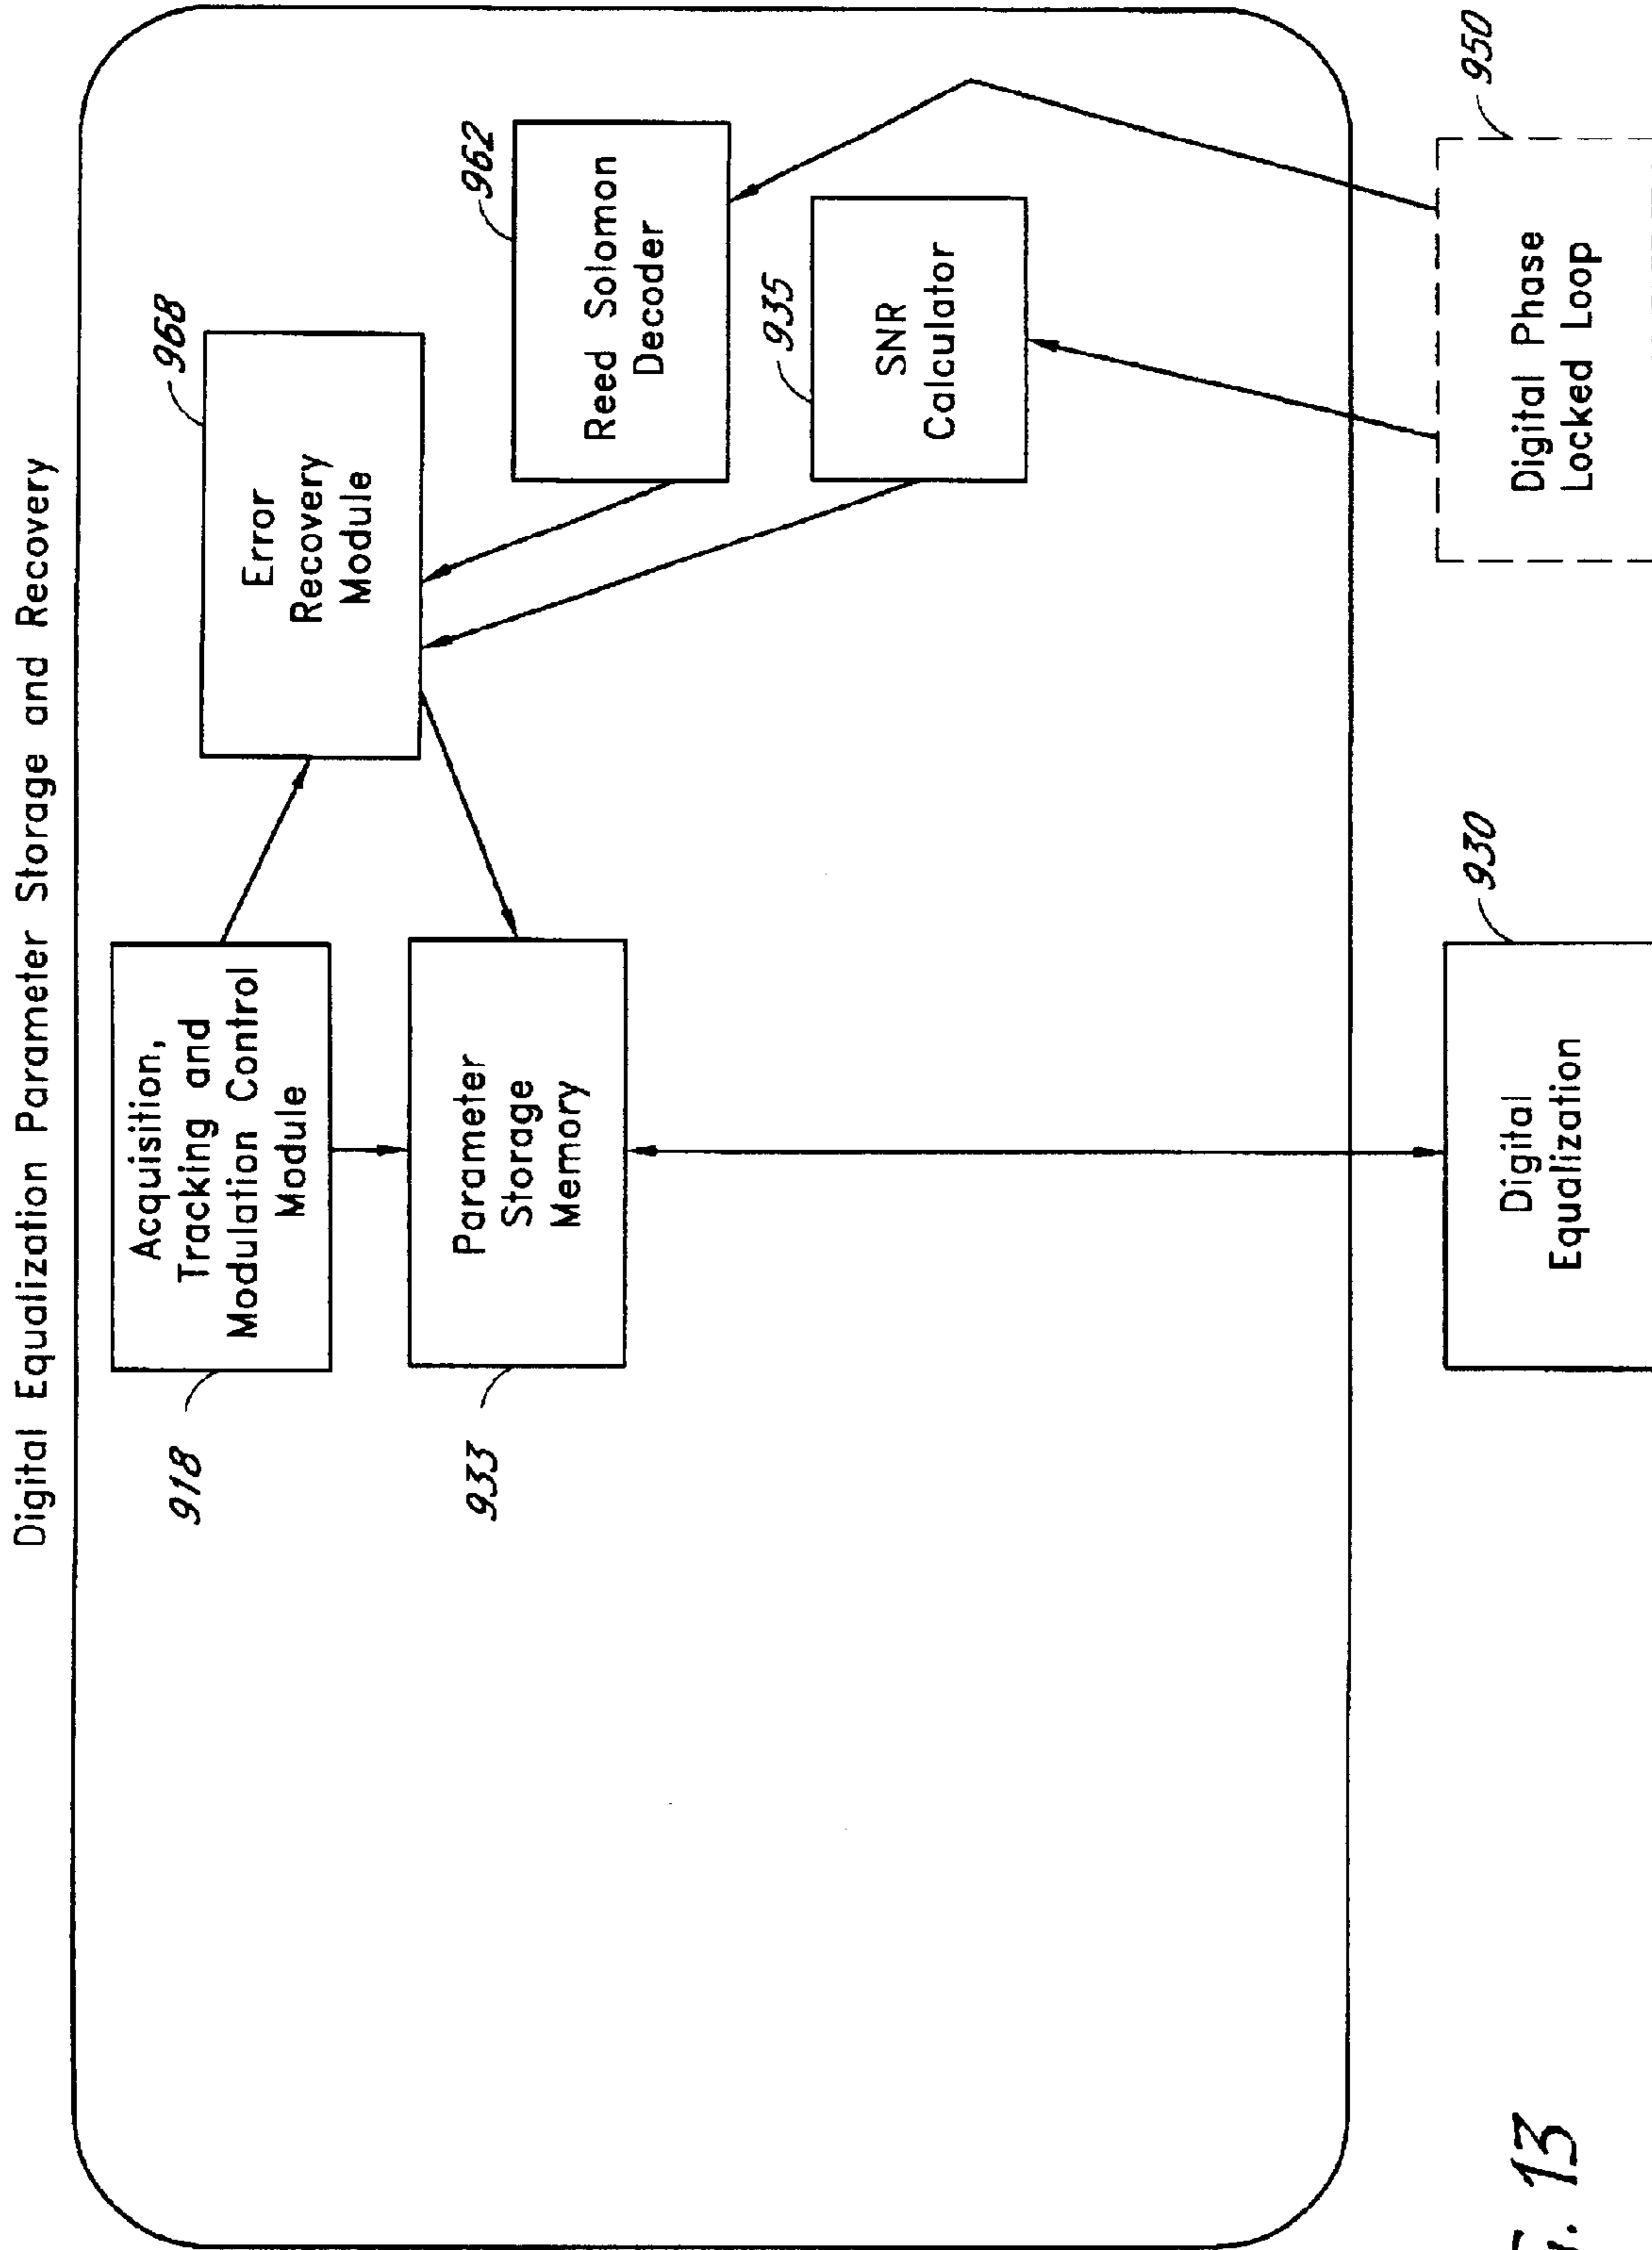 Digital Equalization Parameter Storage and Recovery
918
Acquisition,
Tracking and
Modulation Control
Module
968
Error
Recovery
Module
933
Parameter
Storage
Memory
962
Reed Solomon
Decoder
935
SNR
Calculator
930
Digital
Equalization
950
Digital Phase
Locked Loop
13